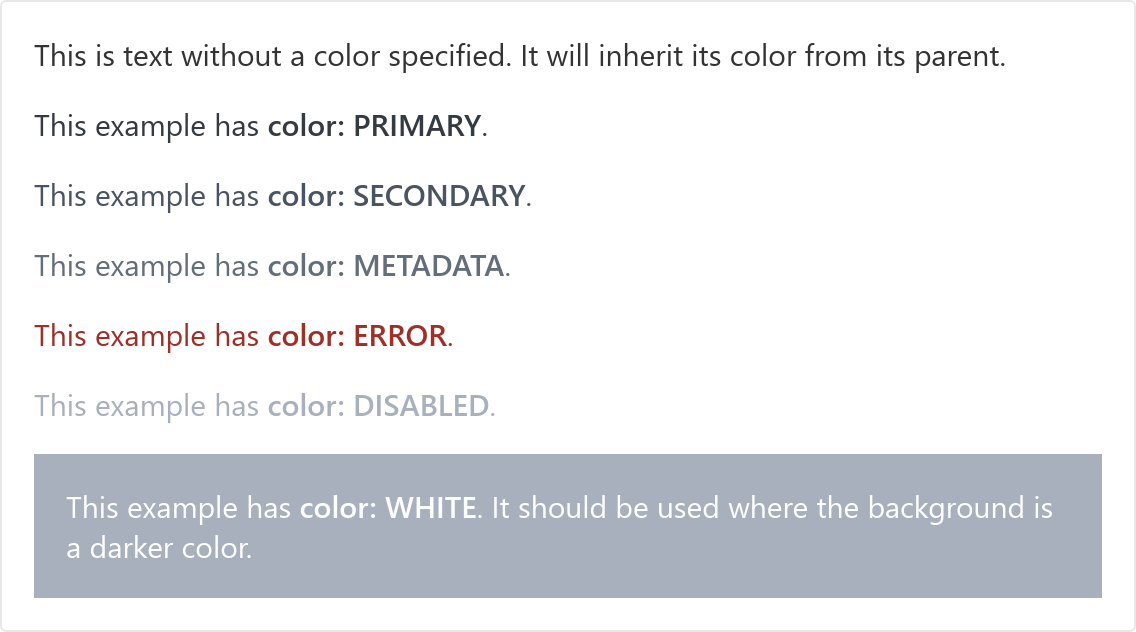 This is text without a color specified. It will inherit its color from its parent.
This example has color: PRIMARY.
This example has color: SECONDARY.
This example has color: METADATA.
This example has color: ERROR.
This example has color: DISABLED.
This example has color: WHITE. It should be used where the background is
a darker color.